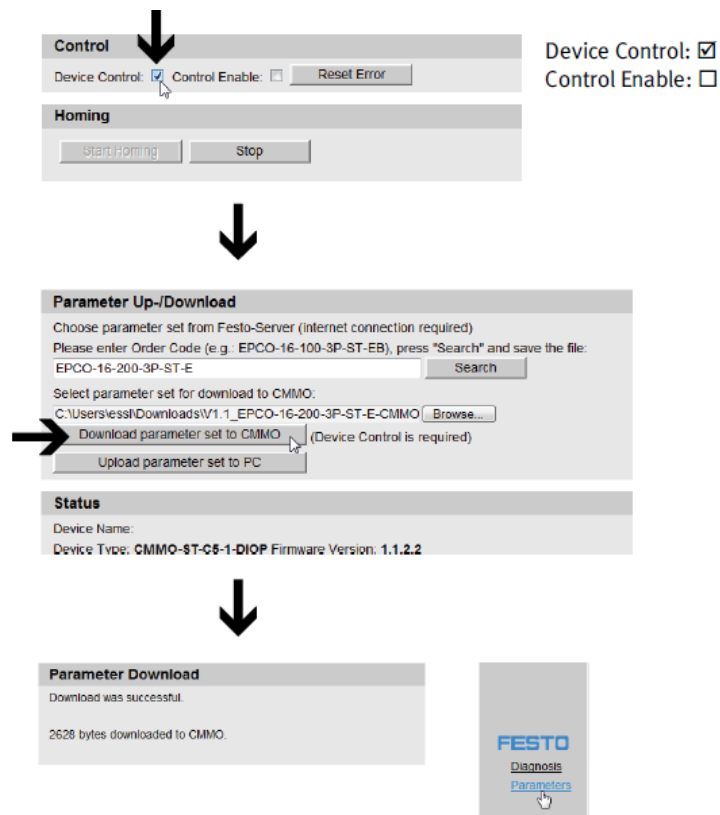 Control
Device Control: ☑ Control Enable: ☐ Reset Error
Device Control: ☑
Control Enable: ☐
Homing
Start Homing Stop
Parameter Up-/Download
Choose parameter set from Festo-Server (internet connection required)
Please enter Order Code (e.g.: EPCO-16-100-3P-ST-EB), press "Search" and save the file:
EPCO-16-200-3P-ST-E Search
Select parameter set for download to CMMO:
C:\Users\essl\Downloads\V1.1_EPCO-16-200-3P-ST-E-CMMO Browse...
Download parameter set to CMMO (Device Control is required)
Upload parameter set to PC
Status
Device Name:
Device Type: CMMO-ST-C5-1-DIOP Firmware Version: 1.1.2.2
Parameter Download
Download was successful.
2628 bytes downloaded to CMMO.
FESTO
Diagnosis
Parameters